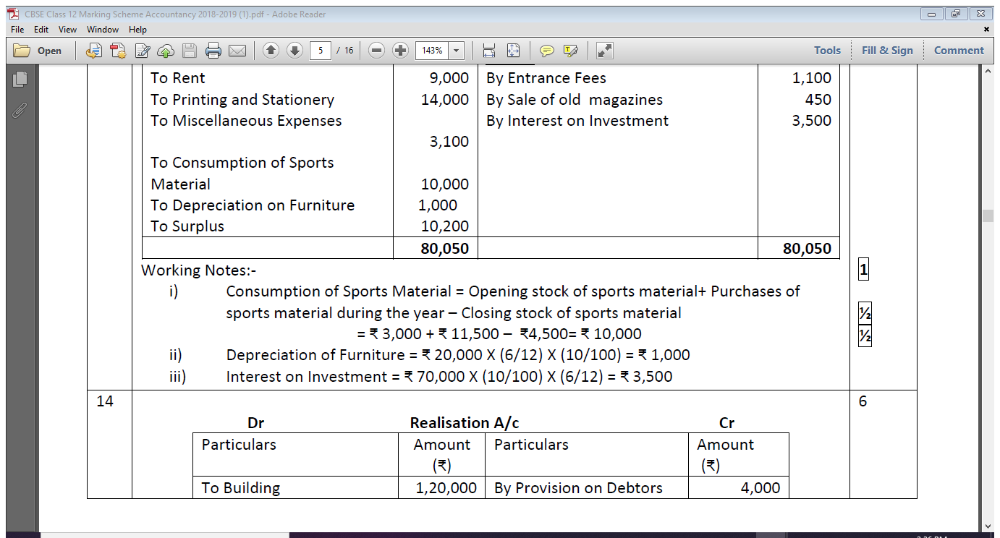 CBSE Class 12 Marking Scheme Accountancy 2018-2019 (1).pdf - Adobe Reader
File Edit View Window Help
Open 5 / 16 143% Tools Fill & Sign Comment
To Rent 9,000 By Entrance Fees 1,100
To Printing and Stationery 14,000 By Sale of old magazines 450
To Miscellaneous Expenses By Interest on Investment 3,500
3,100
To Consumption of Sports
Material 10,000
To Depreciation on Furniture 1,000
To Surplus 10,200
80,050 80,050
Working Notes:- 1
i) Consumption of Sports Material = Opening stock of sports material+ Purchases of
sports material during the year – Closing stock of sports material ½
= ₹ 3,000 + ₹ 11,500 – ₹4,500= ₹ 10,000 ½
ii) Depreciation of Furniture = ₹ 20,000 X (6/12) X (10/100) = ₹ 1,000
iii) Interest on Investment = ₹ 70,000 X (10/100) X (6/12) = ₹ 3,500
14 6
Dr Realisation A/c Cr
Particulars Amount Particulars Amount
(₹) (₹)
To Building 1,20,000 By Provision on Debtors 4,000